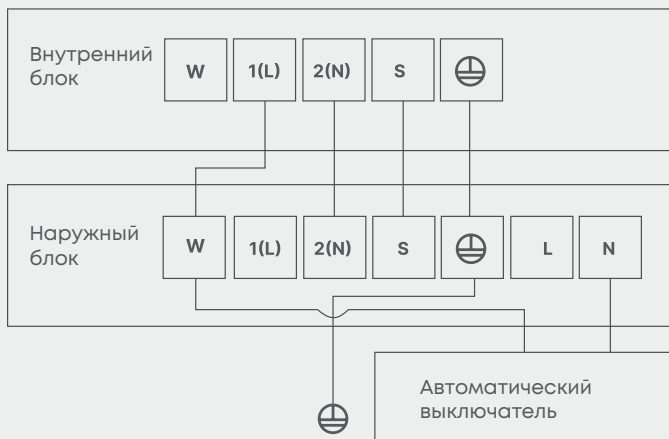 Внутренний
блок
W 1(L) 2(N) S
Наружный
блок
W 1(L) 2(N) S L N
Автоматический
выключатель